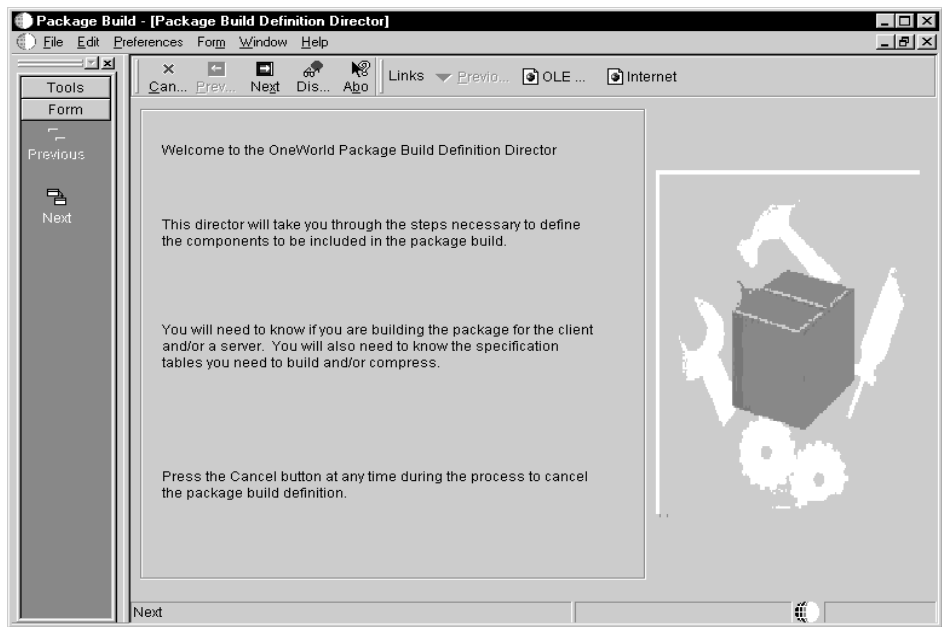 Package Build - [Package Build Definition Director]
File Edit Preferences Form Window Help
Can... Prev... Next Dis... Abo Links Previo... OLE ... Internet
Tools
Form
Previous
Next
Welcome to the OneWorld Package Build Definition Director
This director will take you through the steps necessary to define
the components to be included in the package build.
You will need to know if you are building the package for the client
and/or a server. You will also need to know the specification
tables you need to build and/or compress.
Press the Cancel button at any time during the process to cancel
the package build definition.
Next